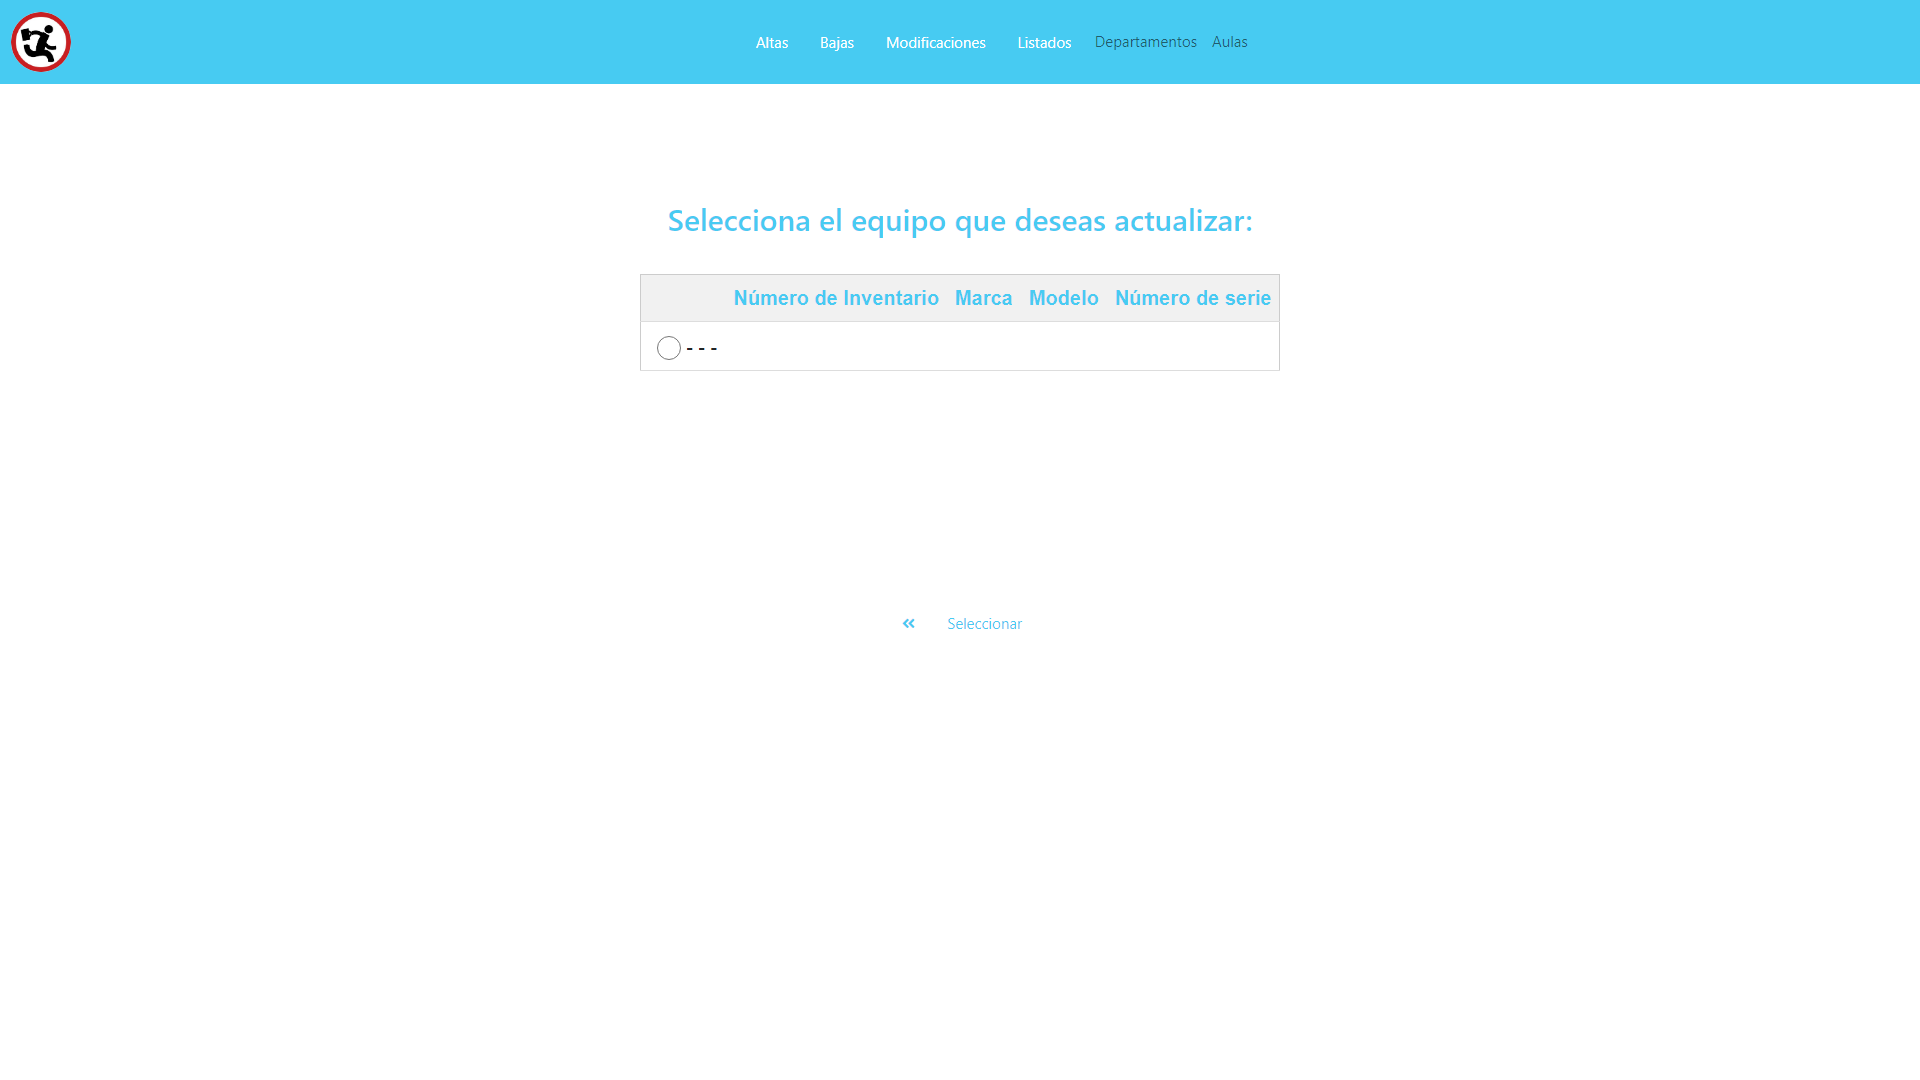 Altas Bajas Modificaciones Listados Departamentos Aulas
Selecciona el equipo que deseas actualizar:
Número de Inventario Marca Modelo Número de serie
- - -
« Seleccionar